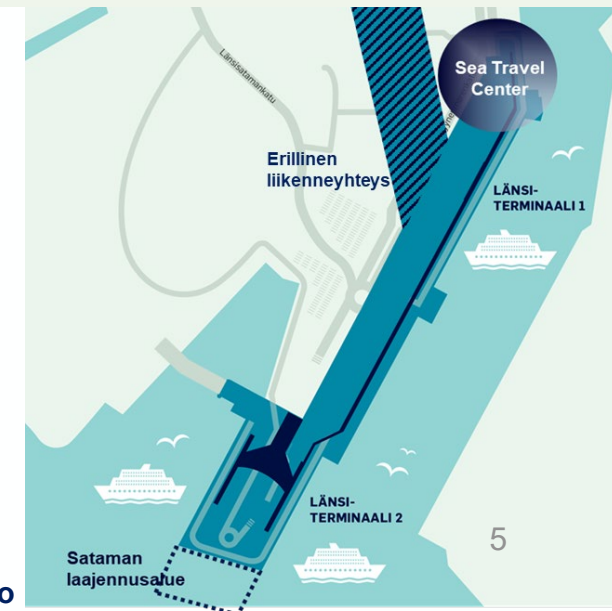 Sea Travel
Center
Länsisatamankatu
Erillinen
liikenneyhteys
LÄNSI-
TERMINAALI 1
LÄNSI-
TERMINAALI 2
5
Sataman
laajennusalue